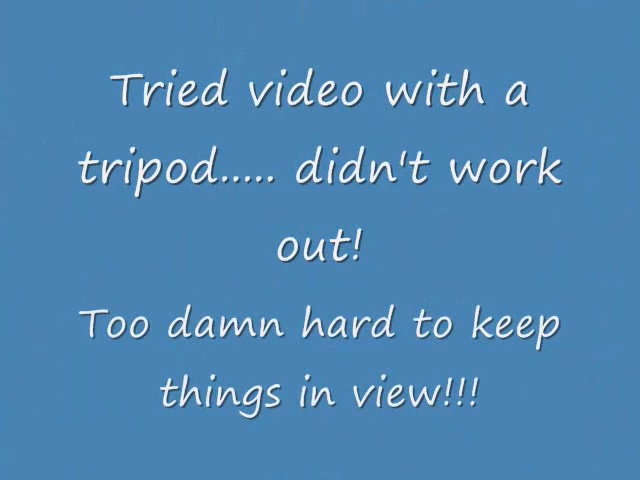 Tried video with a
tripod..... didn't work
out!
Too damn hard to keep
things in view!!!